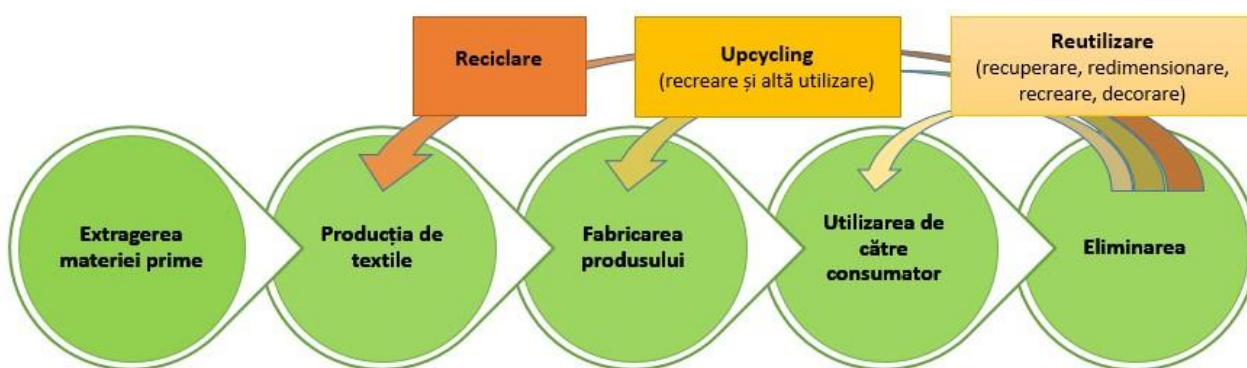 Reciclare
Upcycling
(recreare și altă utilizare)
Reutilizare
(recuperare, redimensionare,
recreare, decorare)
Extragerea
materiei prime
Producția de
textile
Fabricarea
produsului
Utilizarea de
către
consumator
Eliminarea